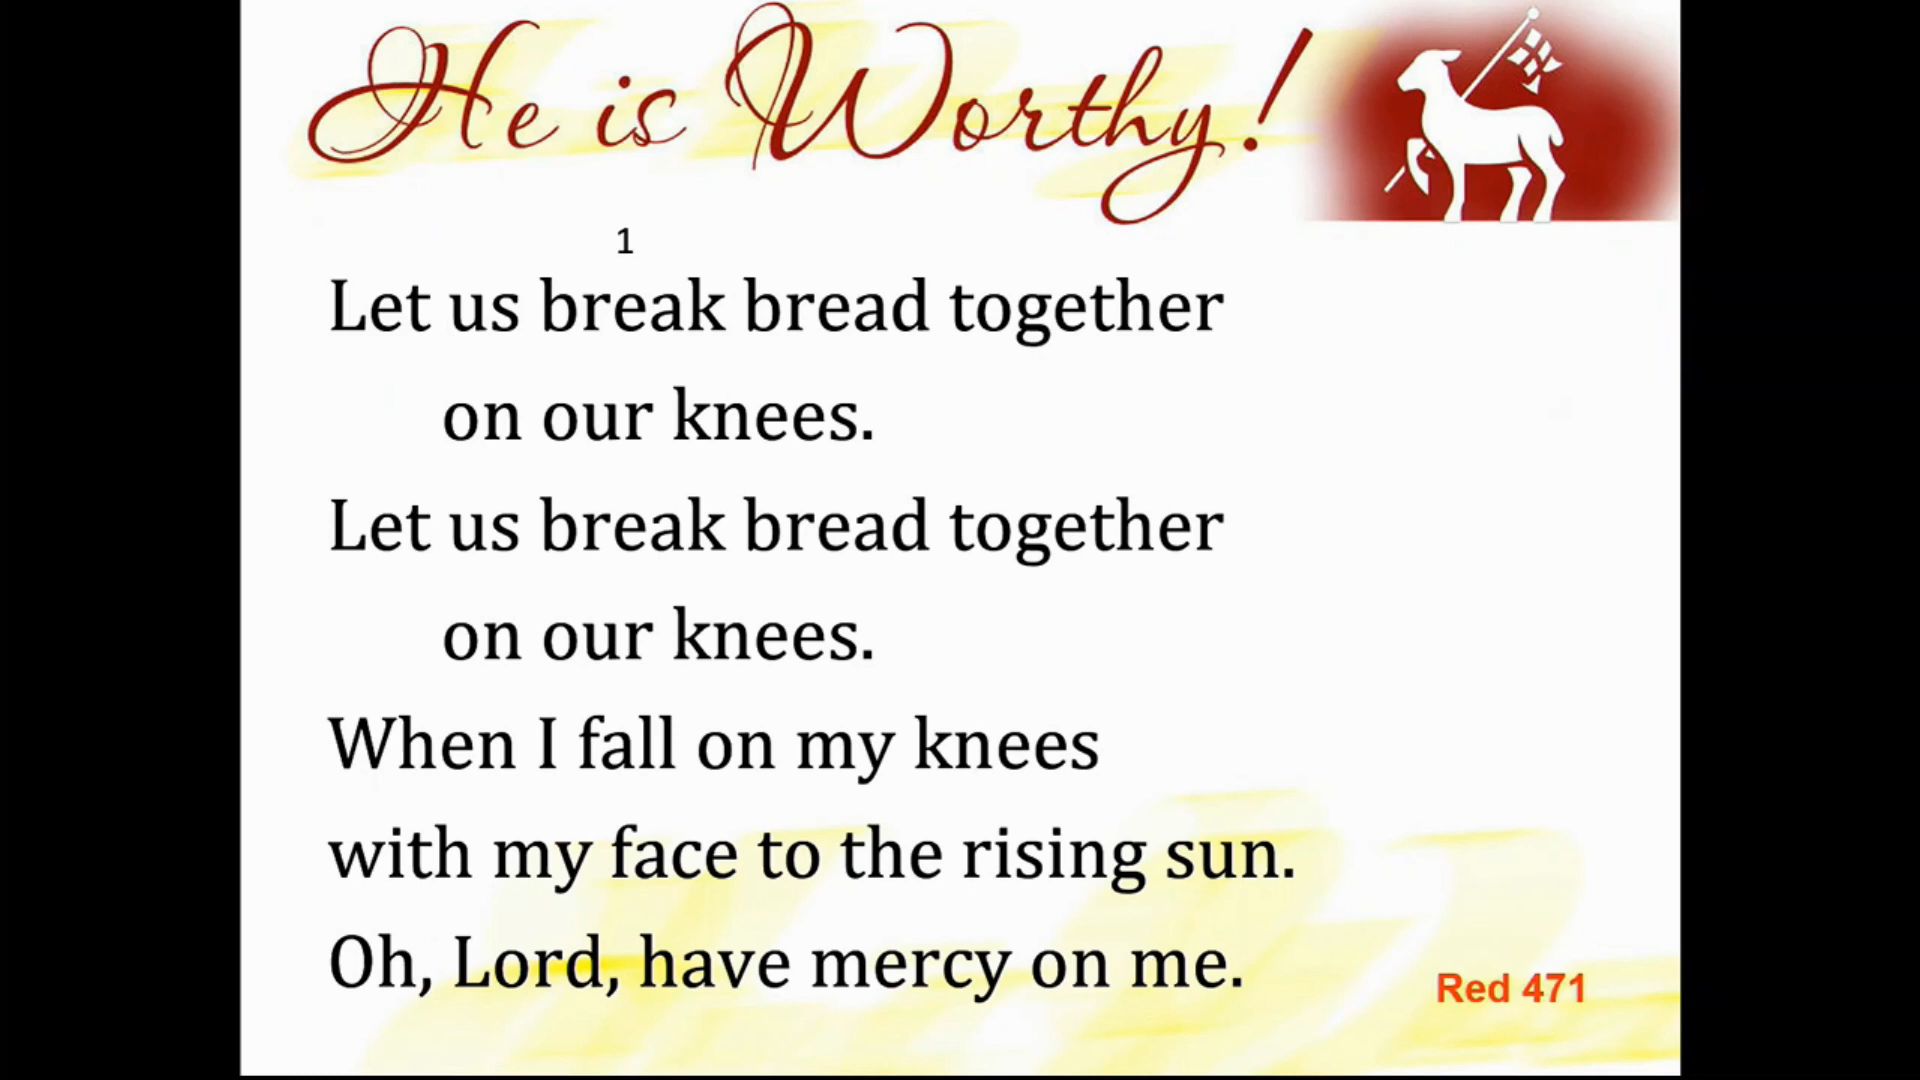 He is Worthy!
1
Let us break bread together
on our knees.
Let us break bread together
on our knees.
When I fall on my knees
with my face to the rising sun.
Oh, Lord, have mercy on me.
Red 471